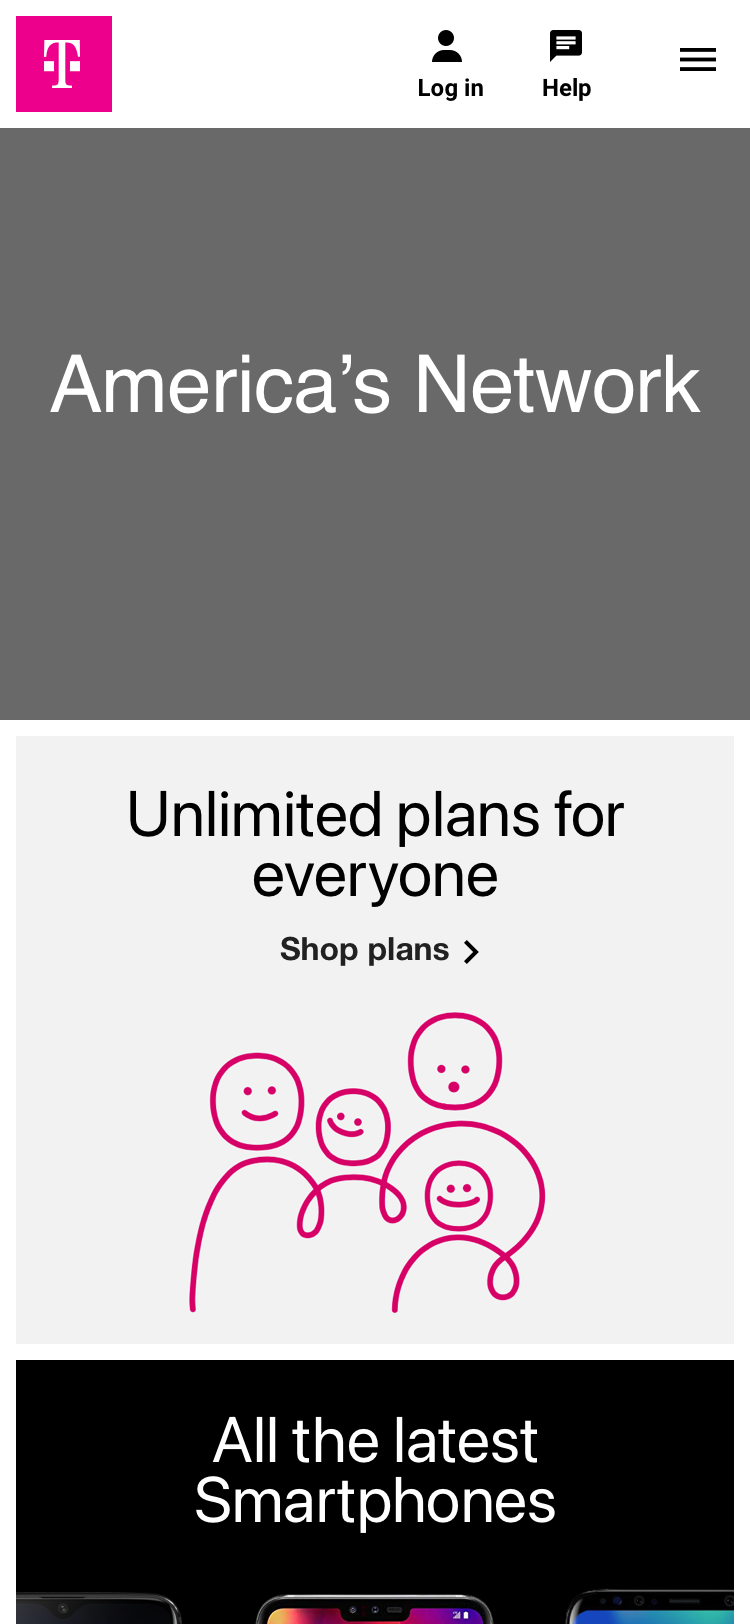 T
Log in
Help
America’s Network
Unlimited plans for
everyone
Shop plans
All the latest
Smartphones